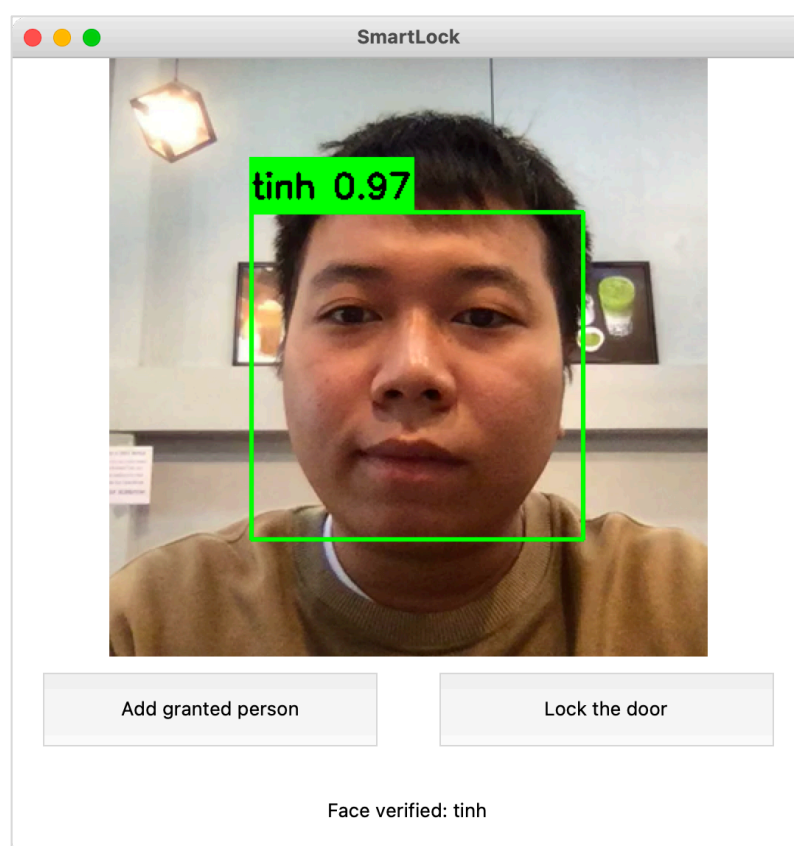 SmartLock
tinh 0.97
Add granted person
Lock the door
Face verified: tinh